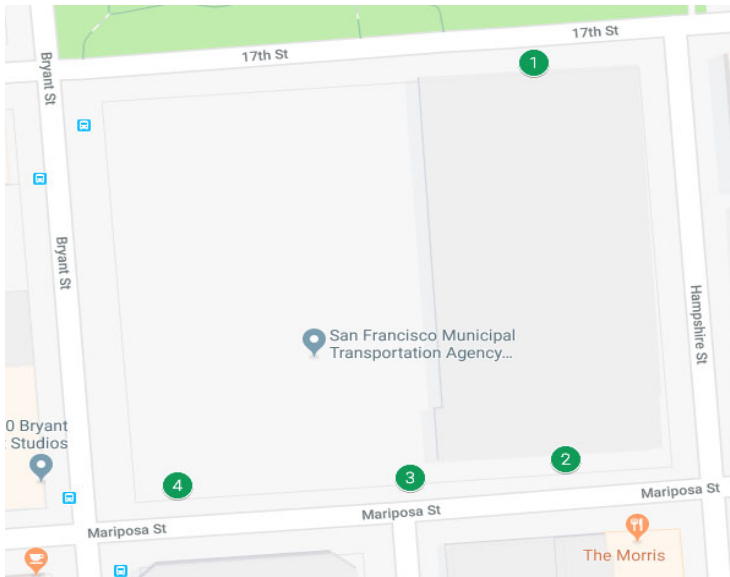 17th St
17th St
1
Bryant St
Bryant St
San Francisco Municipal
Transportation Agency...
Hampshire St
0 Bryant
t Studios
2
3
4
Mariposa St
Mariposa St
Mariposa St
The Morris